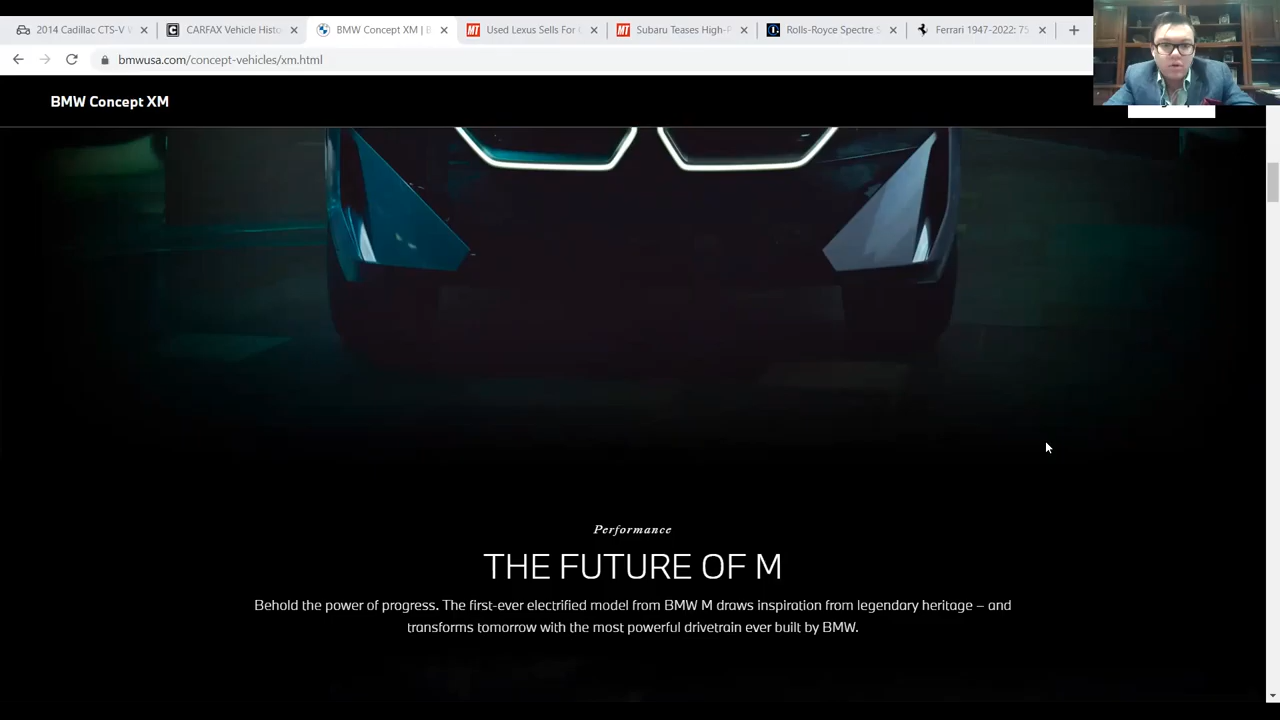 2014 Cadillac CTS-V W
CARFAX Vehicle Histo
BMW Concept XM | B
Used Lexus Sells For
Subaru Teases High-P
Rolls-Royce Spectre S
Ferrari 1947-2022: 75
bmwusa.com/concept-vehicles/xm.html
BMW Concept XM
Performance
THE FUTURE OF M
Behold the power of progress. The first-ever electrified model from BMW M draws inspiration from legendary heritage – and
transforms tomorrow with the most powerful drivetrain ever built by BMW.